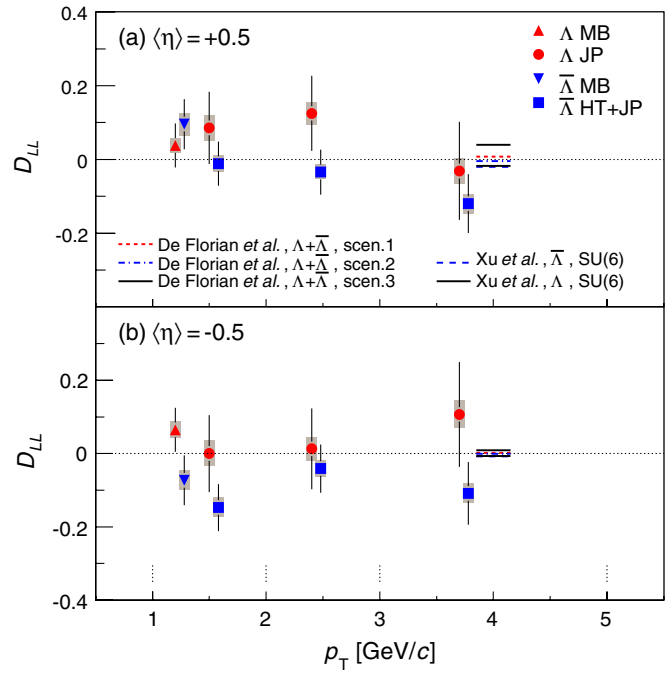 (a) ⟨η⟩ = +0.5
Λ MB
Λ JP
Λ̅ MB
Λ̅ HT+JP
0.4
0.2
0
-0.2
D_LL
De Florian et al. , Λ+Λ̅ , scen.1
De Florian et al. , Λ+Λ̅ , scen.2
De Florian et al. , Λ+Λ̅ , scen.3
Xu et al. , Λ̅ , SU(6)
Xu et al. , Λ , SU(6)
(b) ⟨η⟩ = -0.5
0.2
0
-0.2
-0.4
D_LL
1 2 3 4 5
p_T [GeV/c]